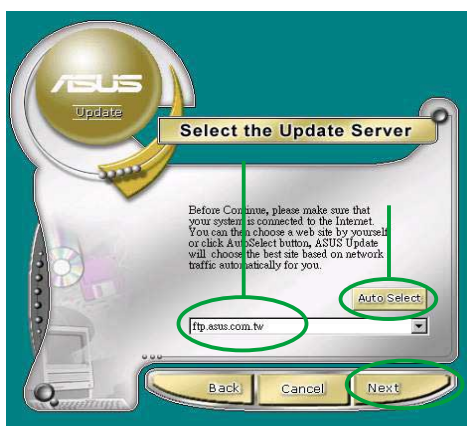 ASUS
Update
Select the Update Server
Before Continue, please make sure that
your system is connected to the Internet.
You can then choose a web site by yourself
or click AutoSelect button, ASUS Update
will choose the best site based on network
traffic automatically for you.
Auto Select
ftp.asus.com.tw
Back
Cancel
Next